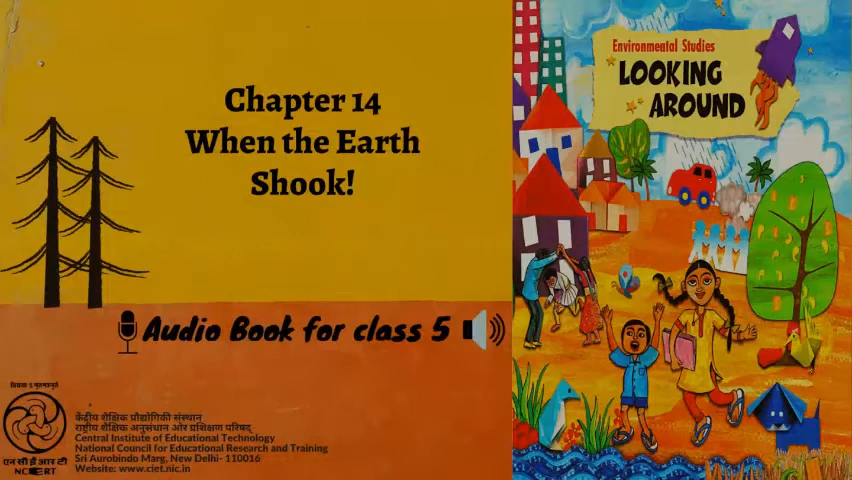 Chapter 14
When the Earth
Shook!
Audio Book for class 5
एन सी ई आर टी
NCERT
केंद्रीय शैक्षिक प्रौद्योगिकी संस्थान
राष्ट्रीय शैक्षिक अनुसंधान और प्रशिक्षण परिषद्
Central Institute of Educational Technology
National Council for Educational Research and Training
Sri Aurobindo Marg, New Delhi- 110016
Website: www.ciet.nic.in
Environmental Studies
LOOKING
AROUND